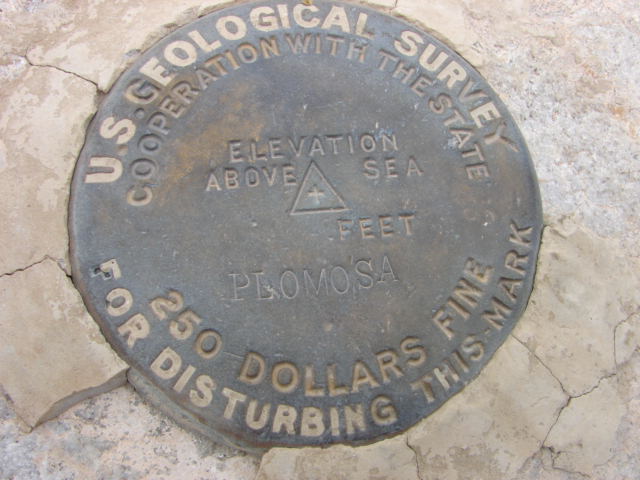 U.S. GEOLOGICAL SURVEY
COOPERATION WITH THE STATE
ELEVATION
ABOVE SEA
FEET
PLOMOSA
250 DOLLARS FINE
FOR DISTURBING THIS MARK